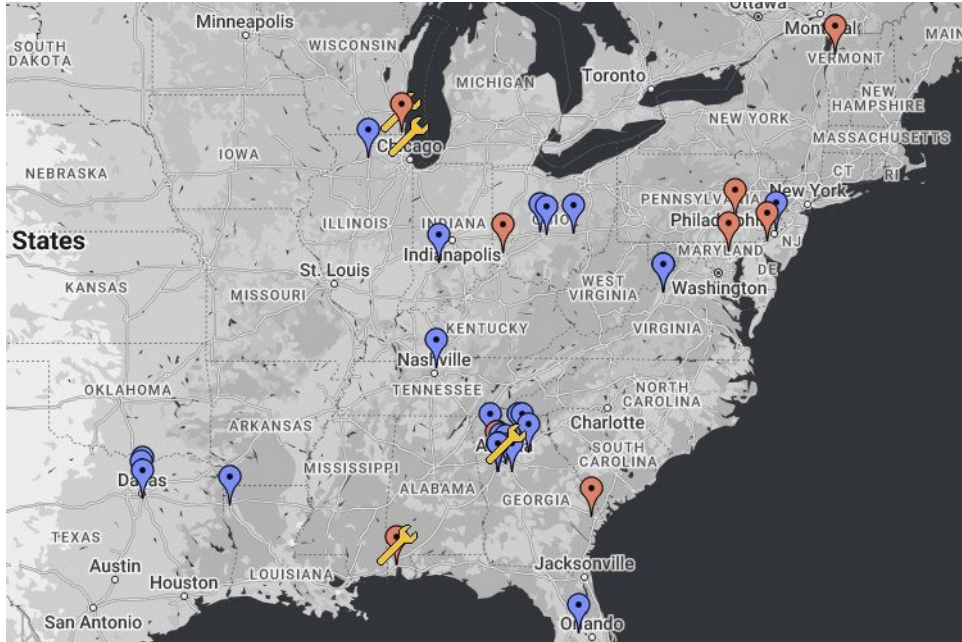 Ottawa
Minneapolis
Montréal
SOUTH
DAKOTA
WISCONSIN
MAIN
VERMONT
MICHIGAN
Toronto
NEW
HAMPSHIRE
NEW YORK
MASSACHUSETTS
Chicago
IOWA
CT
RI
NEBRASKA
PENNSYLVANIA
New York
ILLINOIS
INDIANA
OHIO
Philadelphia
States
NJ
Indianapolis
MARYLAND
St. Louis
DE
KANSAS
WEST
VIRGINIA
Washington
MISSOURI
KENTUCKY
VIRGINIA
Nashville
OKLAHOMA
TENNESSEE
NORTH
CAROLINA
ARKANSAS
Charlotte
Atlanta
SOUTH
CAROLINA
MISSISSIPPI
Dallas
ALABAMA
GEORGIA
TEXAS
Jacksonville
Austin
LOUISIANA
Houston
San Antonio
Orlando